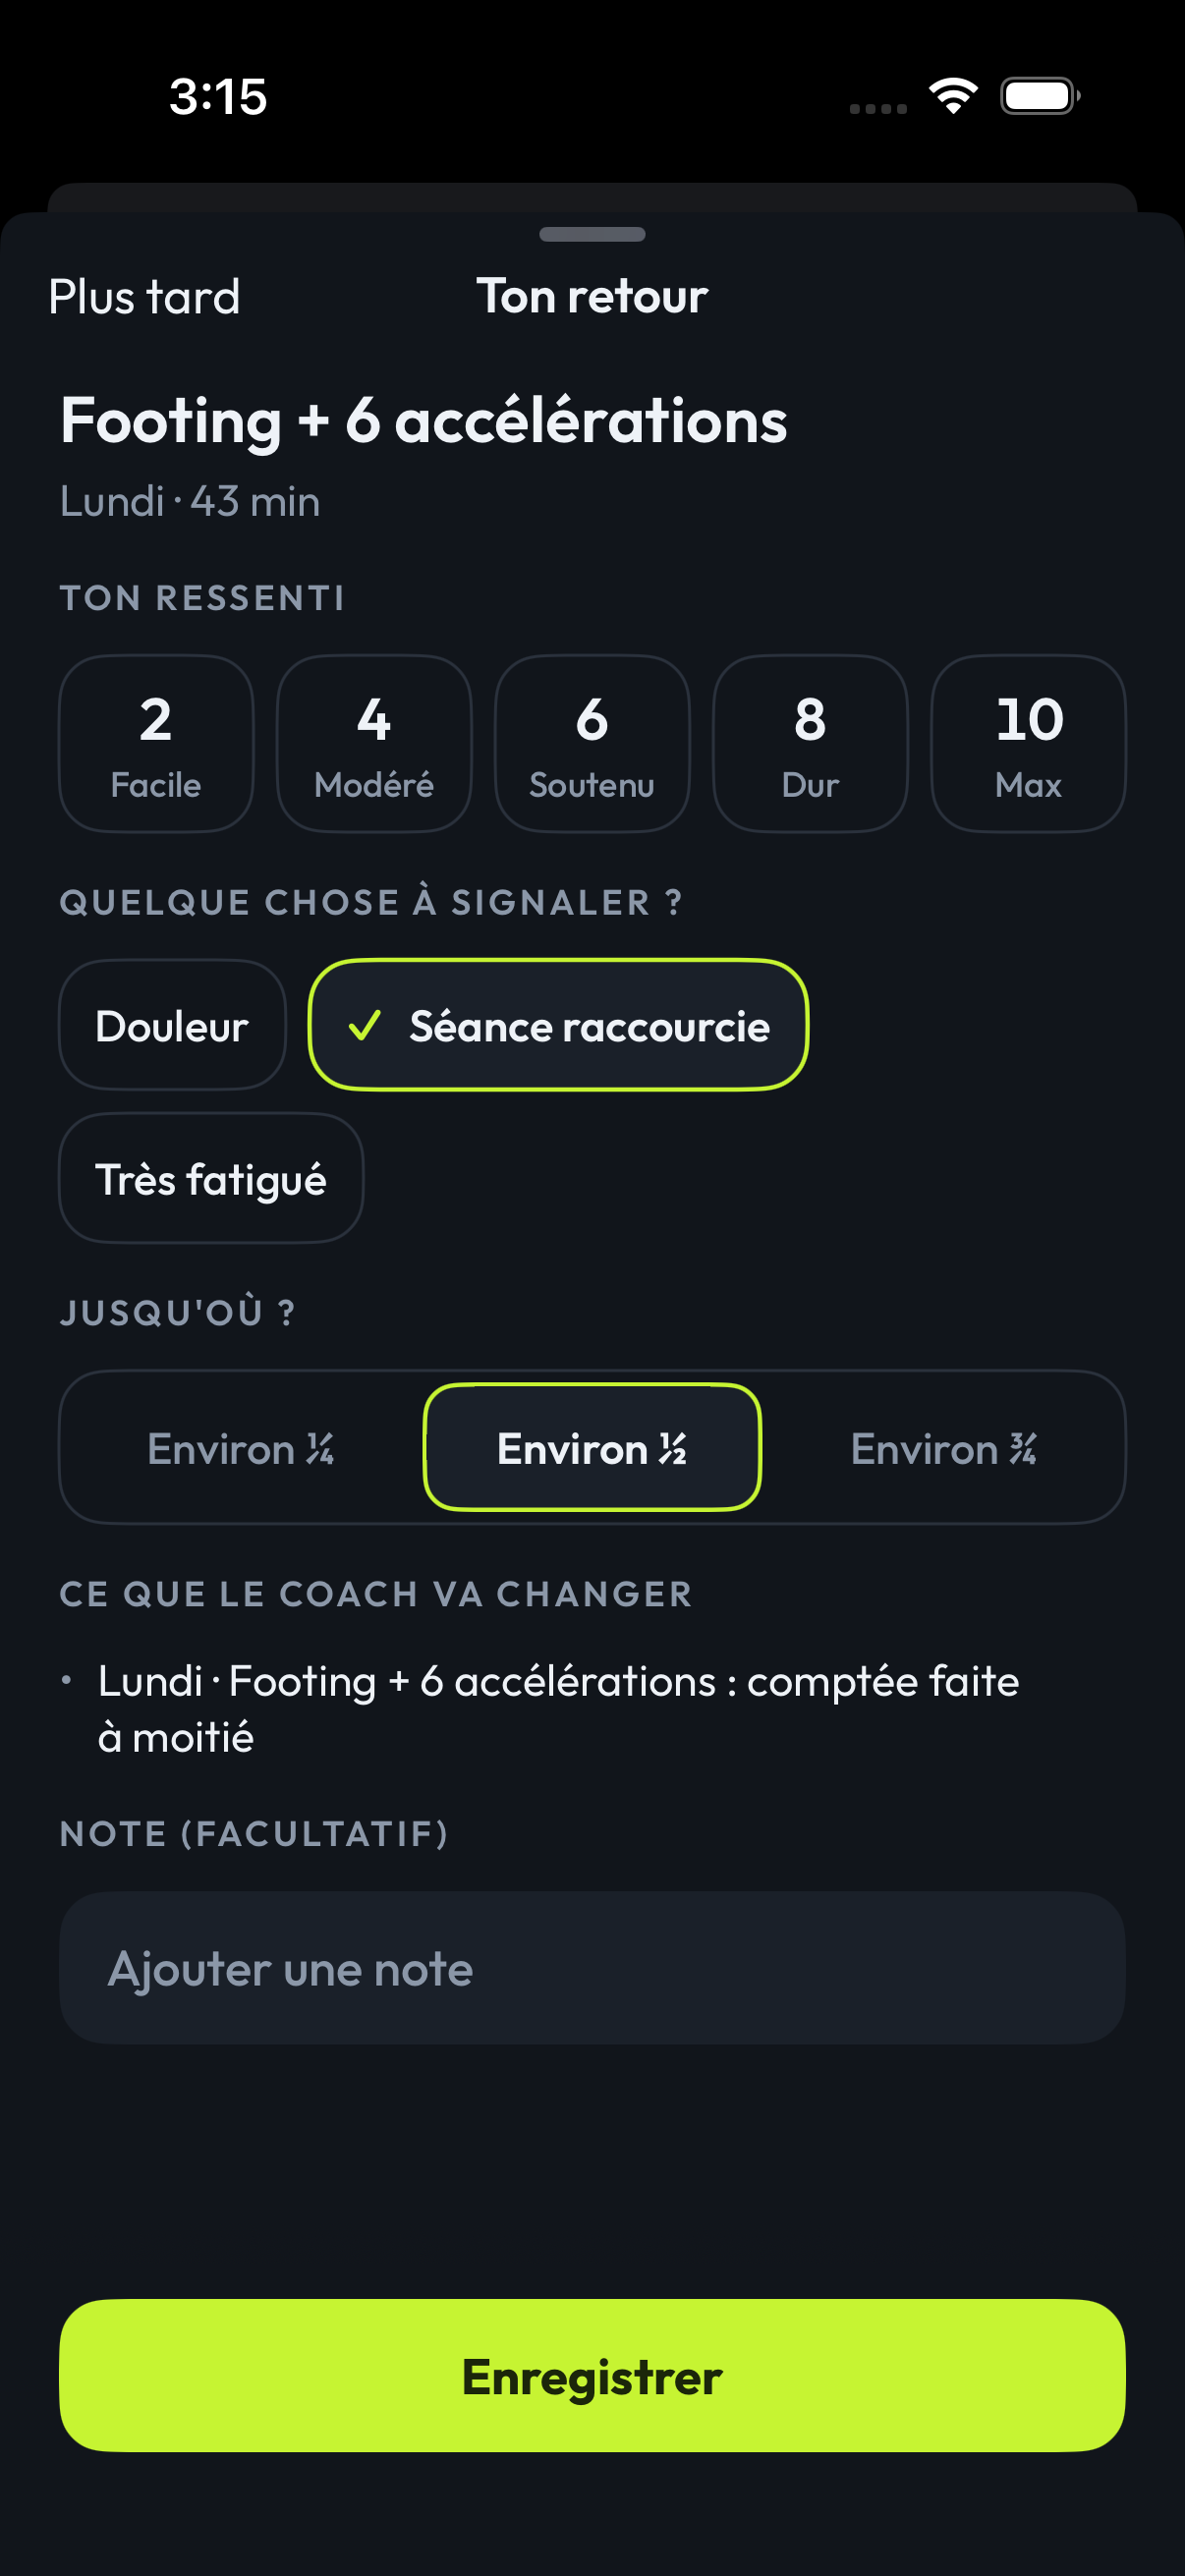 3:15
Plus tard
Ton retour
Footing + 6 accélérations
Lundi · 43 min
TON RESSENTI
2
Facile
4
Modéré
6
Soutenu
8
Dur
10
Max
QUELQUE CHOSE À SIGNALER ?
Douleur
Séance raccourcie
Très fatigué
JUSQU'OÙ ?
Environ ¼
Environ ½
Environ ¾
CE QUE LE COACH VA CHANGER
• Lundi · Footing + 6 accélérations : comptée faite
à moitié
NOTE (FACULTATIF)
Ajouter une note
Enregistrer